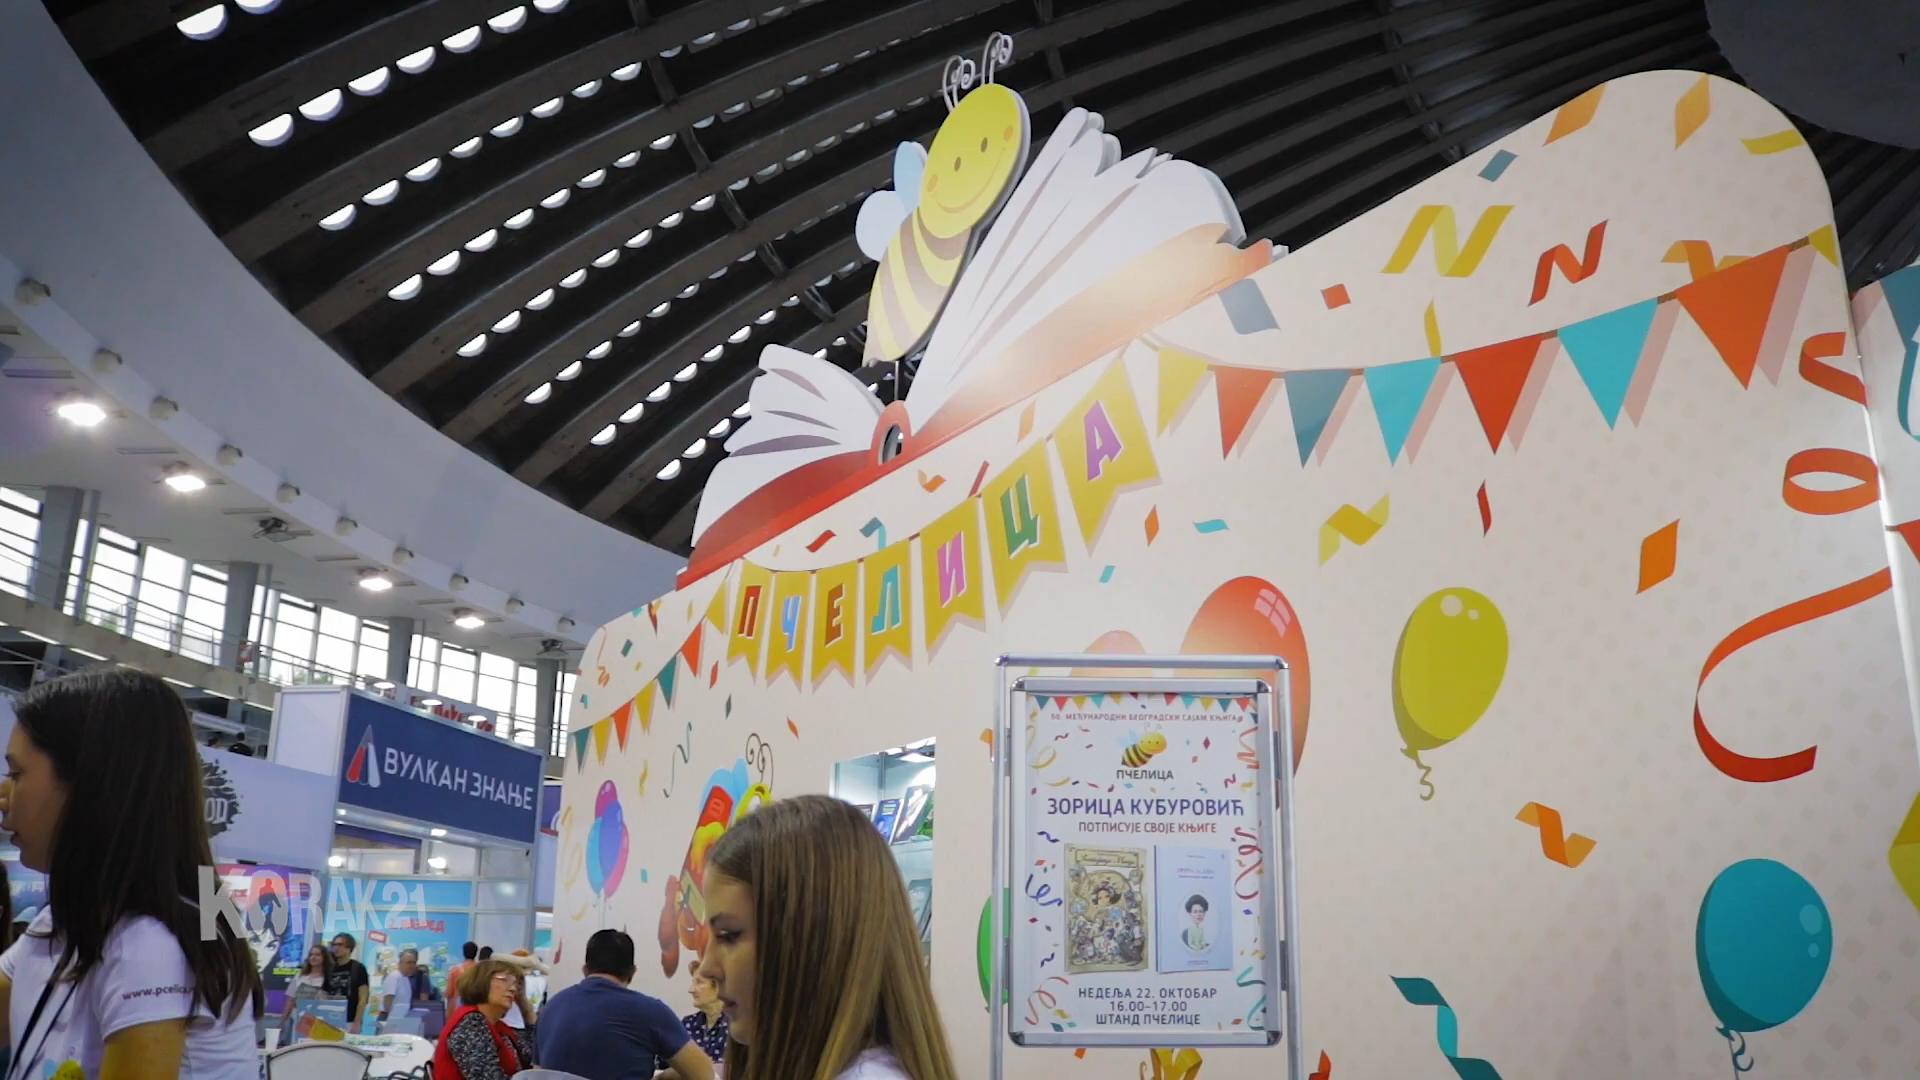 ПЧЕЛИЦА
ВУЛКАН ЗНАЊЕ
KORAK21
www.pcelica
60. МЕЂУНАРОДНИ БЕОГРАДСКИ САЈАМ КЊИГА
ПЧЕЛИЦА
ЗОРИЦА КУБУРОВИЋ
ПОТПИСУЈЕ СВОЈЕ КЊИГЕ
НЕДЕЉА 22. ОКТОБАР
16.00-17.00
ШТАНД ПЧЕЛИЦЕ